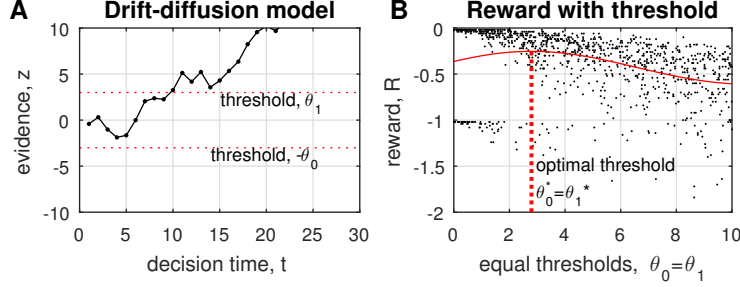 A
Drift-diffusion model
10
5
0
-5
-10
evidence, z
threshold, θ₁
threshold, -θ₀
0
5
10
15
20
25
30
decision time, t
B
Reward with threshold
0
-0.5
-1
-1.5
-2
reward, R
optimal threshold
θ₀*=θ₁*
0
2
4
6
8
10
equal thresholds, θ₀=θ₁